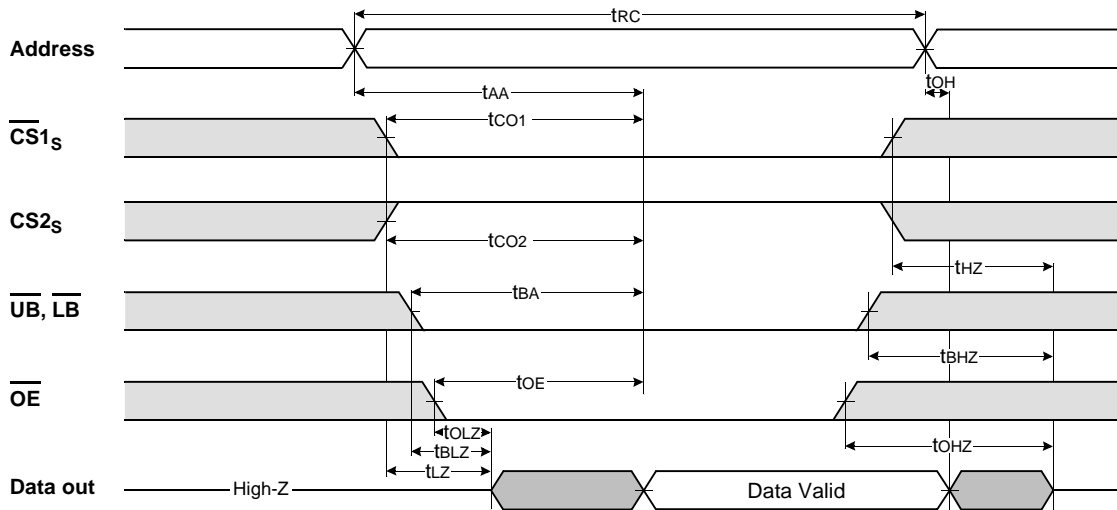 tRC
Address
tOH
tAA
CS1S
tCO1
CS2S
tCO2
tHZ
UB, LB
tBA
tBHZ
OE
tOE
tOLZ
tBLZ
tOHZ
tLZ
Data out
High-Z
Data Valid